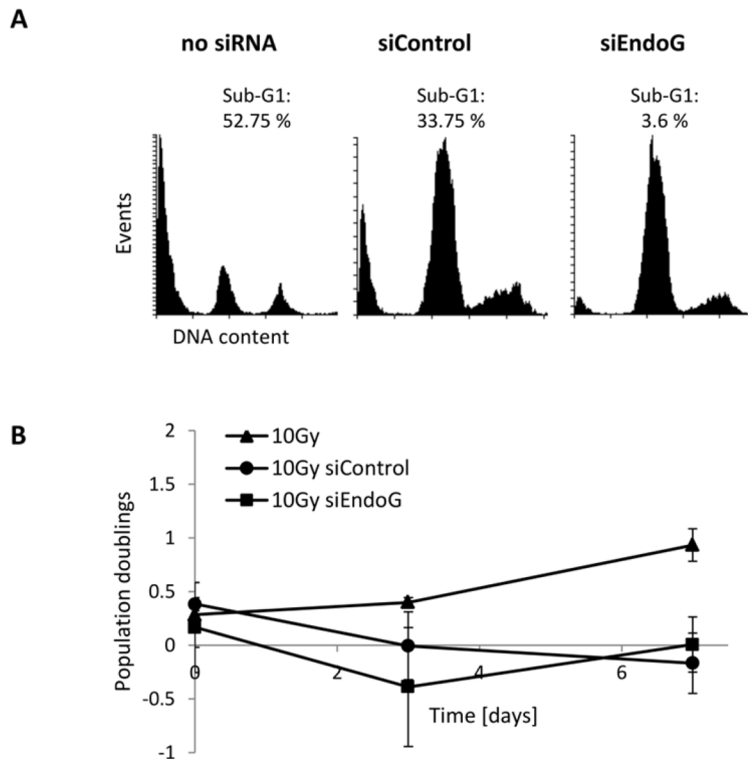 A
no siRNA
siControl
siEndoG
Sub-G1:
52.75 %
Sub-G1:
33.75 %
Sub-G1:
3.6 %
Events
DNA content
B
2
1.5
1
0.5
0
-0.5
-1
10Gy
10Gy siControl
10Gy siEndoG
Population doublings
0
2
4
6
Time [days]